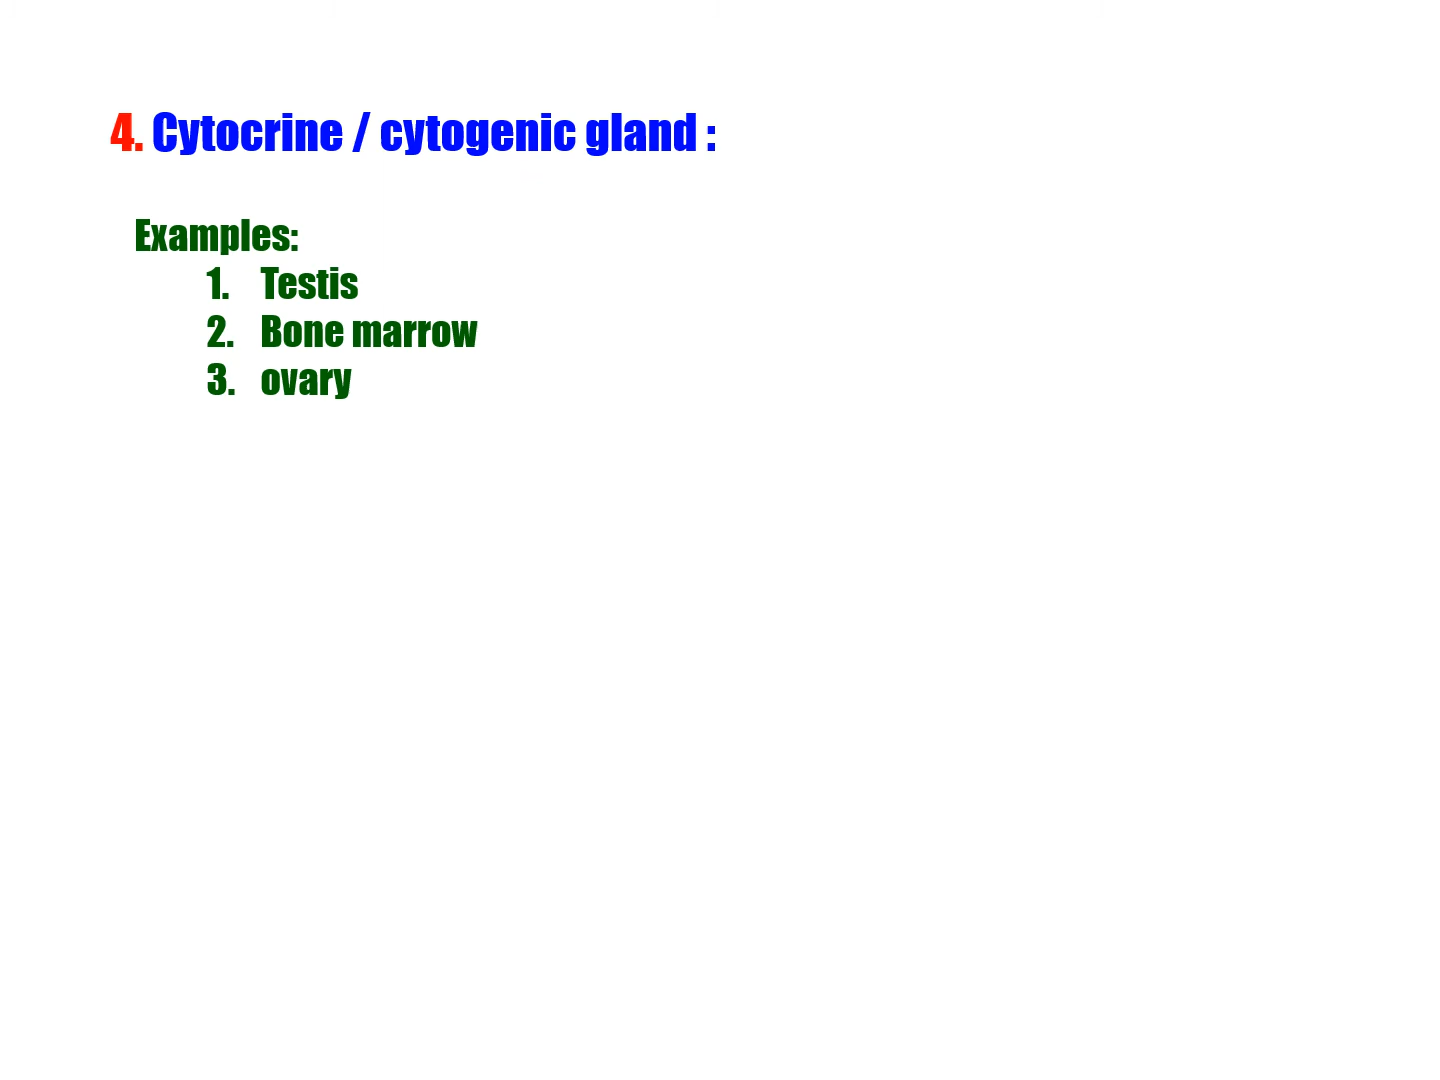 4. Cytocrine / cytogenic gland :
Examples:
1. Testis
2. Bone marrow
3. ovary